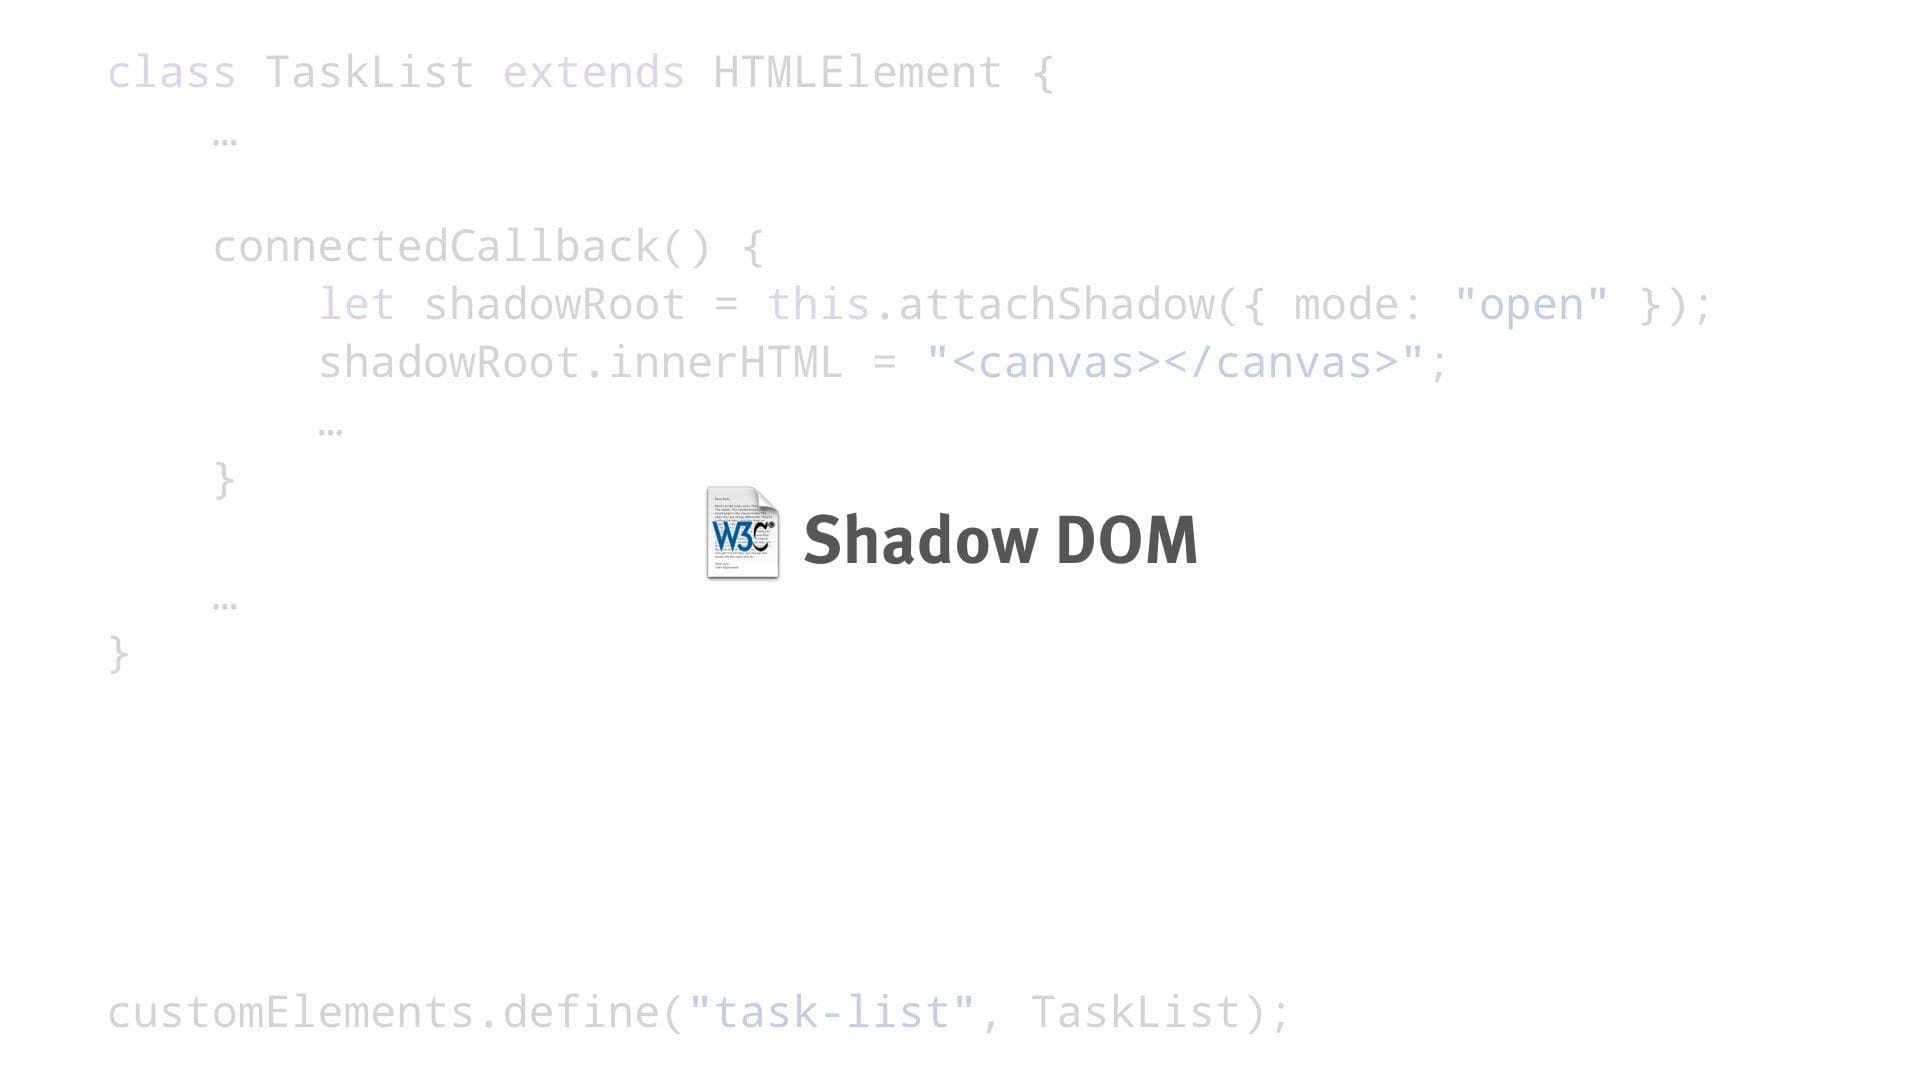 class TaskList extends HTMLElement {
…
connectedCallback() {
let shadowRoot = this.attachShadow({ mode: "open" });
shadowRoot.innerHTML = "<canvas></canvas>";
…
}
W3C® Shadow DOM
…
}
customElements.define("task-list", TaskList);